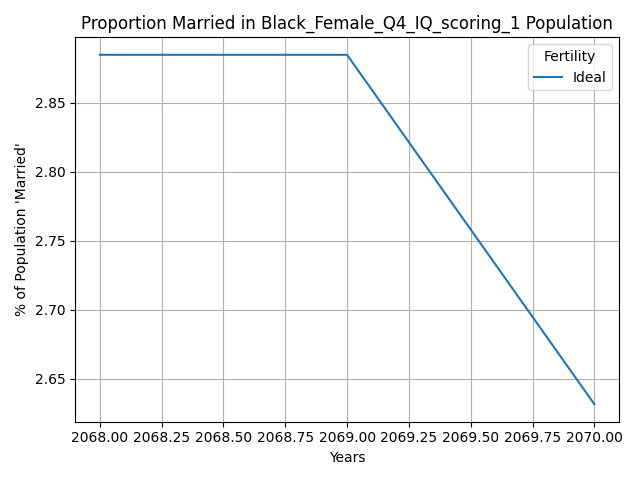 Proportion Married in Black_Female_Q4_IQ_scoring_1 Population
Fertility
Ideal
2.85
2.80
2.75
2.70
2.65
% of Population 'Married'
2068.00 2068.25 2068.50 2068.75 2069.00 2069.25 2069.50 2069.75 2070.00
Years